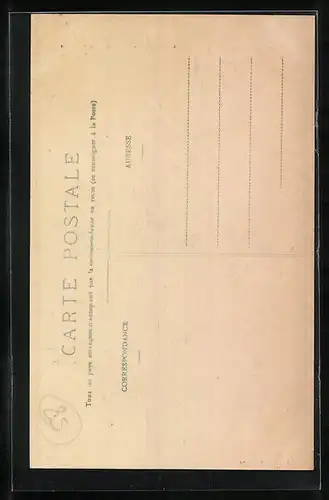 CARTE POSTALE
Tous les pays étrangers n'acceptent pas la correspondance au recto (se renseigner à la Poste)
CORRESPONDANCE
ADRESSE